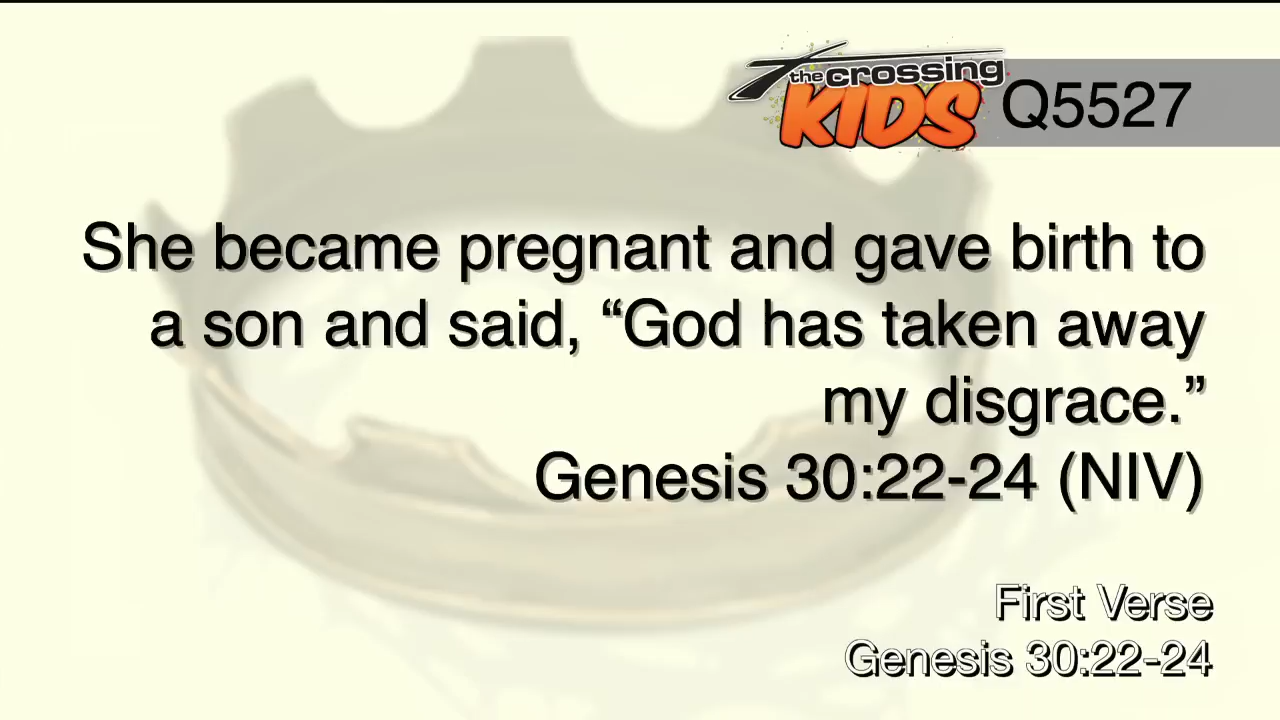 the crossing
KIDS
Q5527
She became pregnant and gave birth to
a son and said, “God has taken away
my disgrace.”
Genesis 30:22-24 (NIV)
First Verse
Genesis 30:22-24